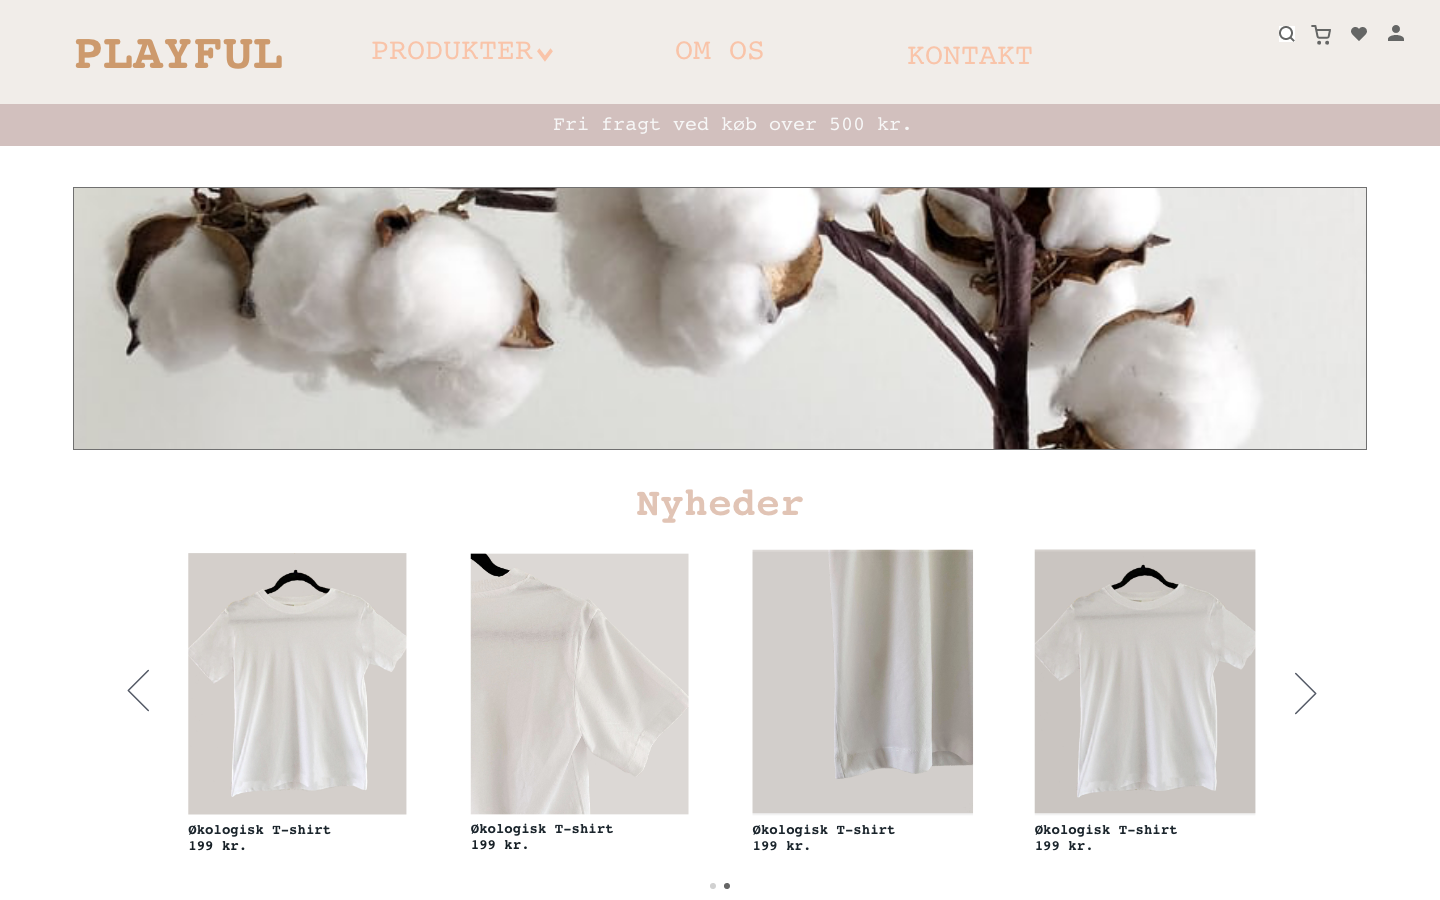 PLAYFUL
PRODUKTER
OM OS
KONTAKT
Fri fragt ved køb over 500 kr.
Nyheder
Økologisk T-shirt
199 kr.
Økologisk T-shirt
199 kr.
Økologisk T-shirt
199 kr.
Økologisk T-shirt
199 kr.